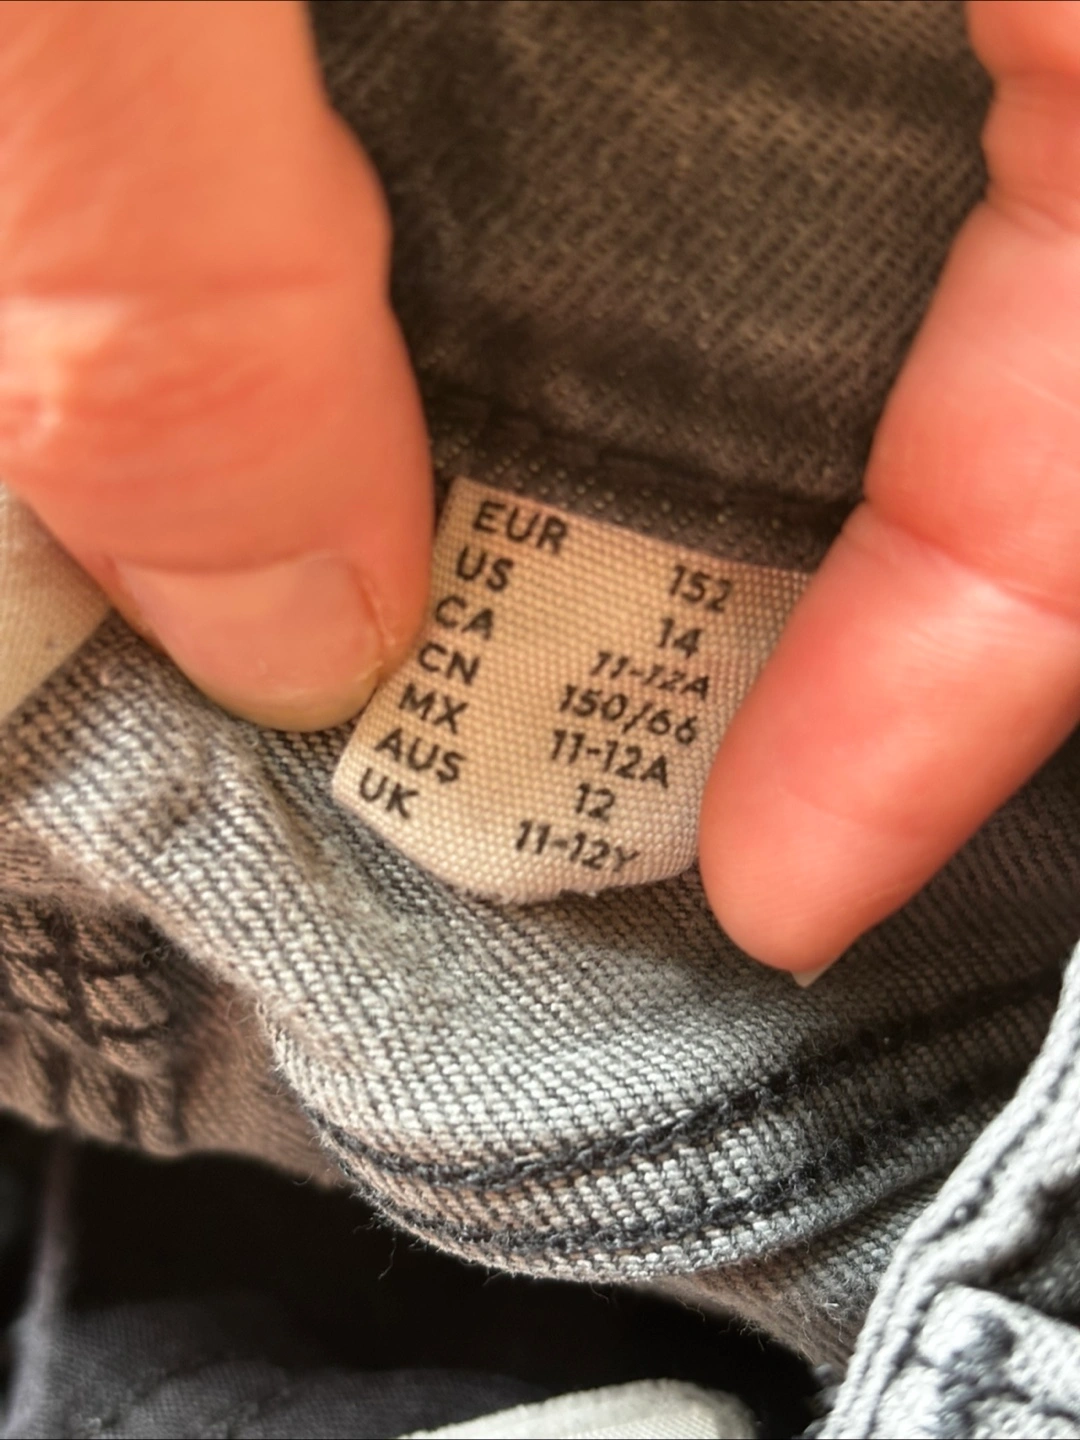 EUR 152
US 14
CA 11-12A
CN 150/66
MX 11-12A
AUS 12
UK 11-12Y